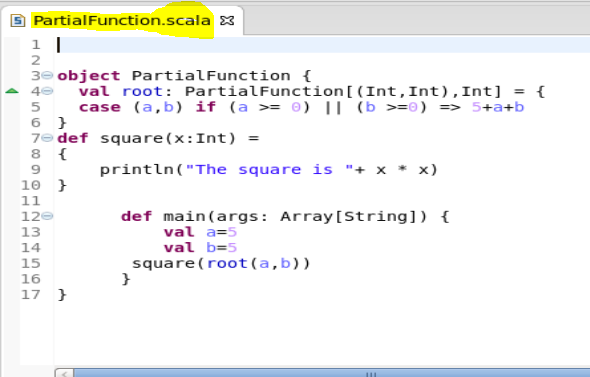 PartialFunction.scala
1
2
3 object PartialFunction {
4 val root: PartialFunction[(Int,Int),Int] = {
5 case (a,b) if (a >= 0) || (b >=0) => 5+a+b
6 }
7 def square(x:Int) =
8 {
9 println("The square is "+ x * x)
10 }
11
12 def main(args: Array[String]) {
13 val a=5
14 val b=5
15 square(root(a,b))
16 }
17 }